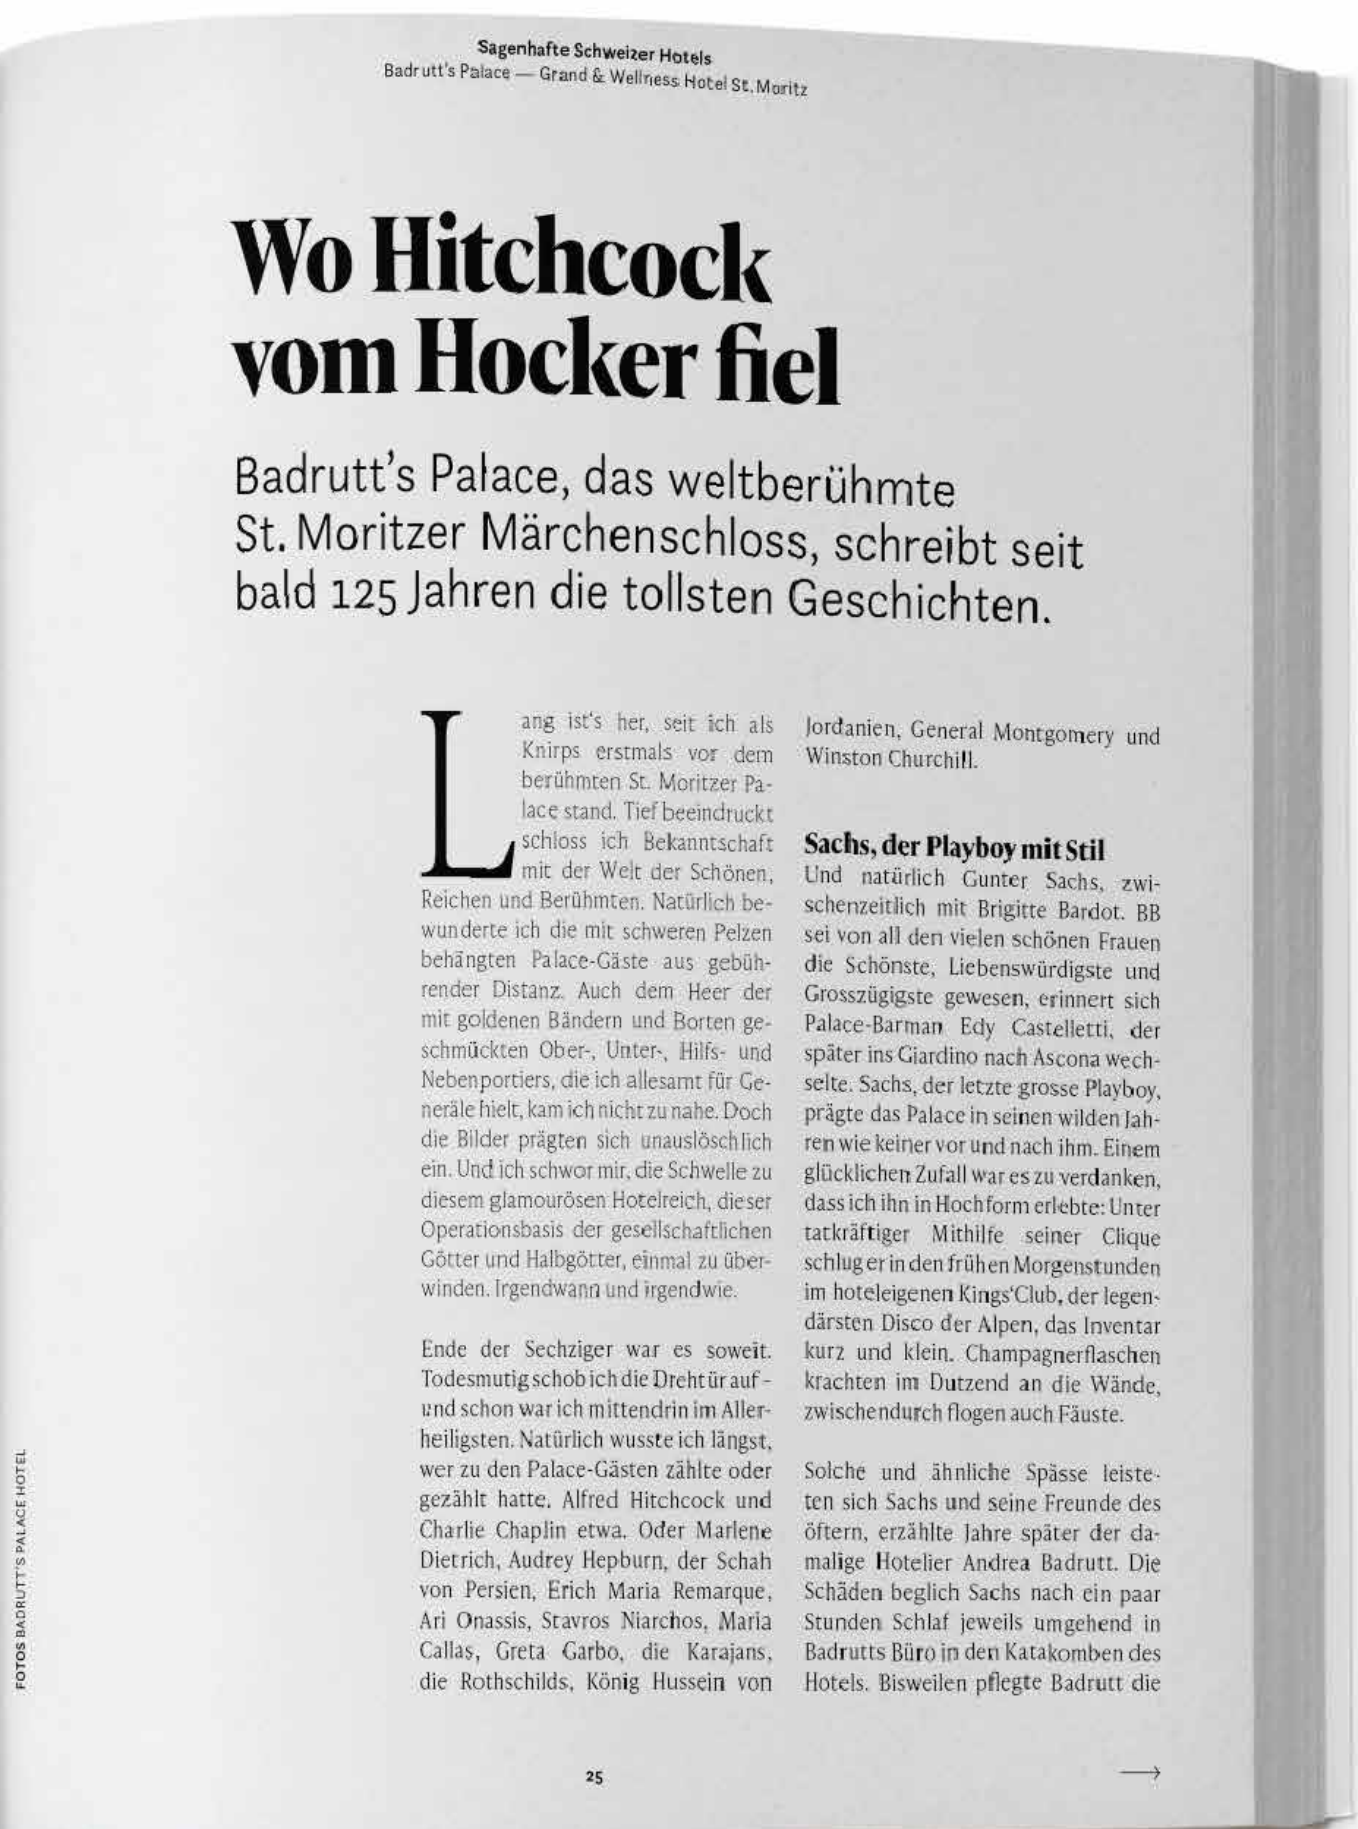 Sagenhafte Schweizer Hotels
Badrutt's Palace — Grand & Wellness Hotel St. Moritz
Wo Hitchcock
vom Hocker fiel
Badrutt's Palace, das weltberühmte
St. Moritzer Märchenschloss, schreibt seit
bald 125 Jahren die tollsten Geschichten.
Lang ist's her, seit ich als
Knirps erstmals vor dem
berühmten St. Moritzer Pa-
lace stand. Tief beeindruckt
schloss ich Bekanntschaft
mit der Welt der Schönen,
Reichen und Berühmten. Natürlich be-
wunderte ich die mit schweren Pelzen
behängten Palace-Gäste aus gebüh-
render Distanz. Auch dem Heer der
mit goldenen Bändern und Borten ge-
schmückten Ober-, Unter-, Hilfs- und
Nebenportiers, die ich allesamt für Ge-
neräle hielt, kam ich nicht zu nahe. Doch
die Bilder prägten sich unauslöschlich
ein. Und ich schwor mir, die Schwelle zu
diesem glamourösen Hotelreich, dieser
Operationsbasis der gesellschaftlichen
Götter und Halbgötter, einmal zu über-
winden. Irgendwann und irgendwie.
Ende der Sechziger war es soweit.
Todesmutig schob ich die Drehtür auf –
und schon war ich mittendrin im Aller-
heiligsten. Natürlich wusste ich längst,
wer zu den Palace-Gästen zählte oder
gezählt hatte. Alfred Hitchcock und
Charlie Chaplin etwa. Oder Marlene
Dietrich, Audrey Hepburn, der Schah
von Persien, Erich Maria Remarque,
Ari Onassis, Stavros Niarchos, Maria
Callas, Greta Garbo, die Karajans,
die Rothschilds, König Hussein von
Jordanien, General Montgomery und
Winston Churchill.
Sachs, der Playboy mit Stil
Und natürlich Gunter Sachs, zwi-
schenzeitlich mit Brigitte Bardot. BB
sei von all den vielen schönen Frauen
die Schönste, Liebenswürdigste und
Grosszügigste gewesen, erinnert sich
Palace-Barman Edy Castelletti, der
später ins Giardino nach Ascona wech-
selte. Sachs, der letzte grosse Playboy,
prägte das Palace in seinen wilden Jah-
ren wie keiner vor und nach ihm. Einem
glücklichen Zufall war es zu verdanken,
dass ich ihn in Hochform erlebte: Unter
tatkräftiger Mithilfe seiner Clique
schlug er in den frühen Morgenstunden
im hoteleigenen Kings'Club, der legen-
därsten Disco der Alpen, das Inventar
kurz und klein. Champagnerflaschen
krachten im Dutzend an die Wände,
zwischendurch flogen auch Fäuste.
Solche und ähnliche Spässe leiste-
ten sich Sachs und seine Freunde des
öftern, erzählte Jahre später der da-
malige Hotelier Andrea Badrutt. Die
Schäden beglich Sachs nach ein paar
Stunden Schlaf jeweils umgehend in
Badrutts Büro in den Katakomben des
Hotels. Bisweilen pflegte Badrutt die
FOTOS BADRUTT'S PALACE HOTEL
25